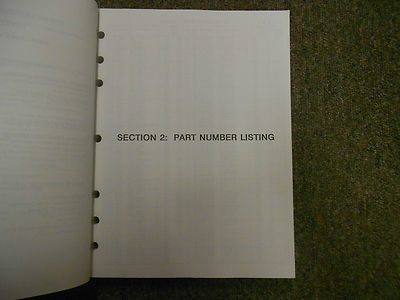 SECTION 2: PART NUMBER LISTING